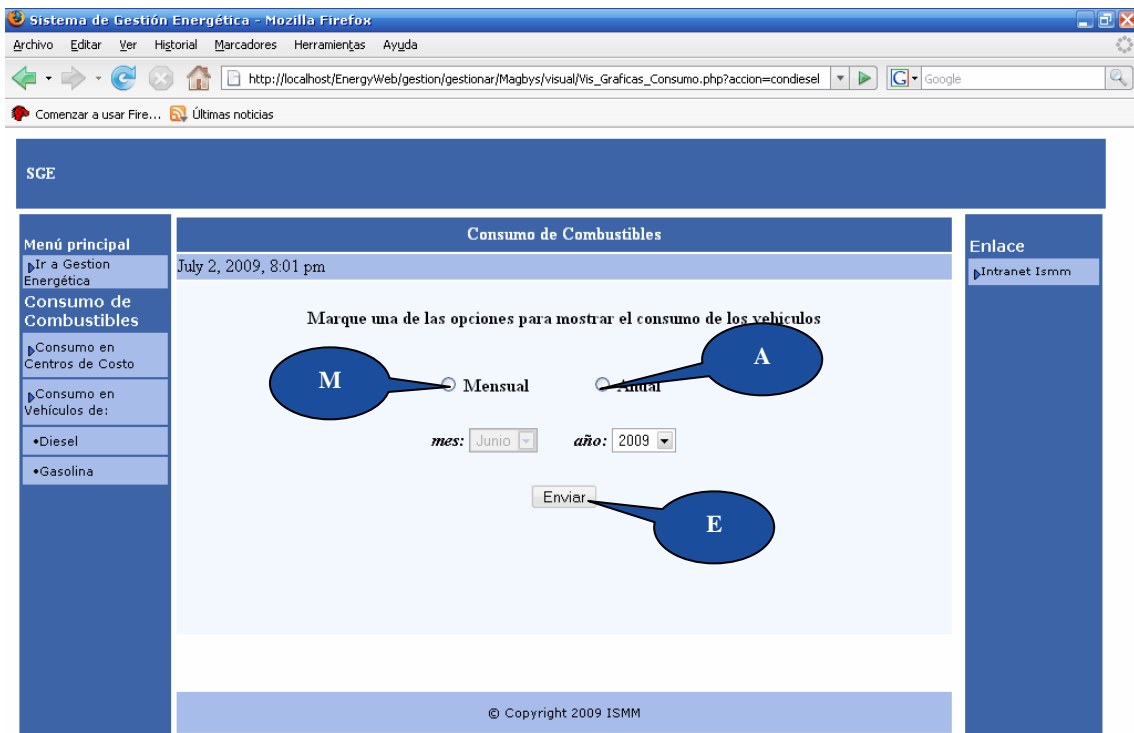 Sistema de Gestión Energética - Mozilla Firefox
Archivo Editar Ver Historial Marcadores Herramientas Ayuda
http://localhost/EnergyWeb/gestion/gestionar/Magbys/visual/Vis_Graficas_Consumo.php?accion=condiesel
G Google
Comenzar a usar Fire... Últimas noticias
SGE
Menú principal
Ir a Gestion
Energética
Consumo de
Combustibles
Consumo en
Centros de Costo
Consumo en
Vehículos de:
•Diesel
•Gasolina
Consumo de Combustibles
July 2, 2009, 8:01 pm
Marque una de las opciones para mostrar el consumo de los vehiculos
M
A
Mensual Anual
mes: Junio año: 2009
Enviar
E
Enlace
Intranet Ismm
© Copyright 2009 ISMM